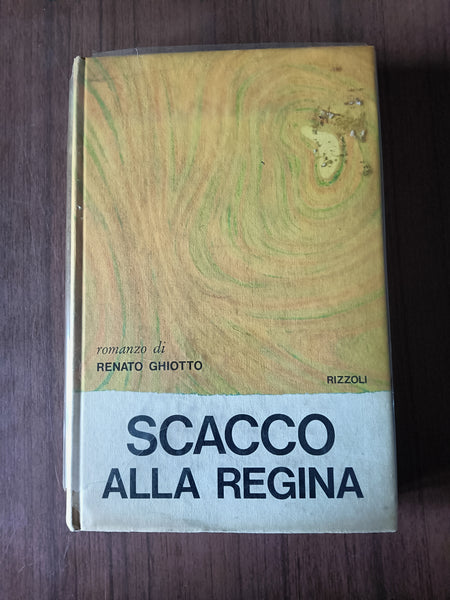 romanzo di
RENATO GHIOTTO
RIZZOLI
SCACCO
ALLA REGINA